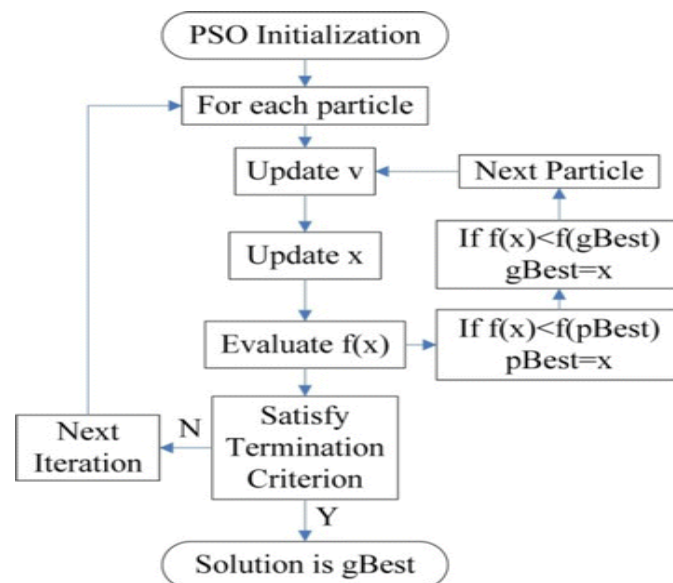 PSO Initialization
For each particle
Update v
Next Particle
Update x
If f(x)<f(gBest)
gBest=x
Evaluate f(x)
If f(x)<f(pBest)
pBest=x
Next
Iteration
N
Satisfy
Termination
Criterion
Y
Solution is gBest